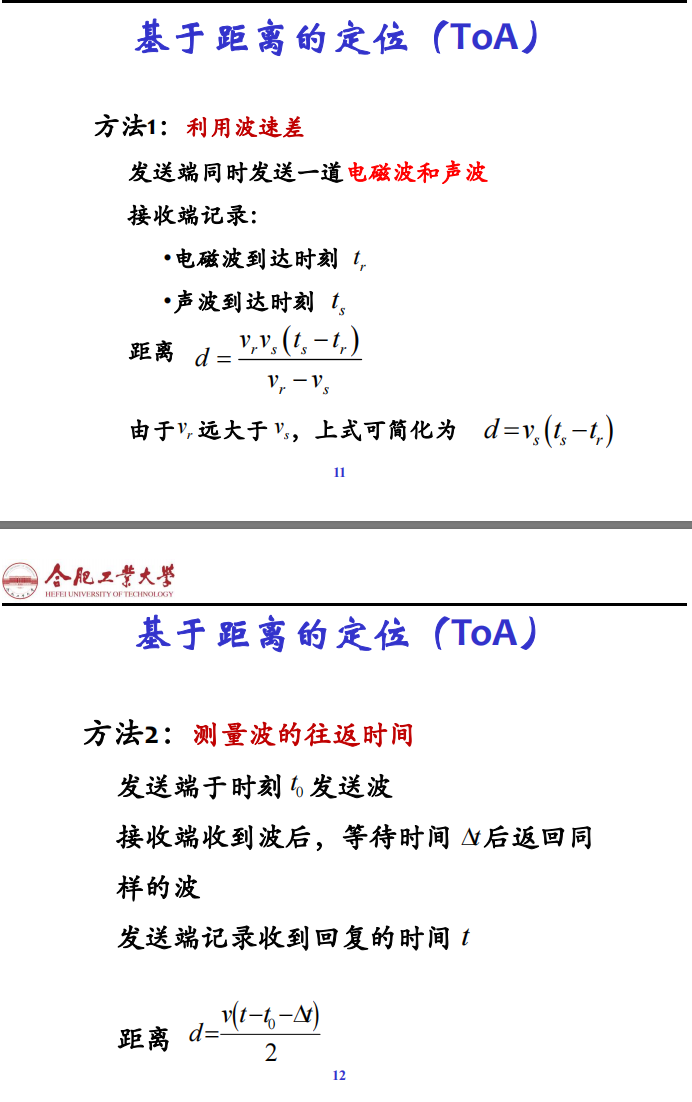 基于距离的定位（ToA）
方法1：利用波速差
发送端同时发送一道电磁波和声波
接收端记录:
•电磁波到达时刻 t_r
•声波到达时刻 t_s
距离 d = v_r v_s (t_s − t_r) / (v_r − v_s)
由于 v_r 远大于 v_s，上式可简化为 d = v_s (t_s − t_r)
11
合肥工业大学
HEFEI UNIVERSITY OF TECHNOLOGY
基于距离的定位（ToA）
方法2：测量波的往返时间
发送端于时刻 t_0 发送波
接收端收到波后，等待时间 Δt 后返回同
样的波
发送端记录收到回复的时间 t
距离 d = v(t − t_0 − Δt) / 2
12